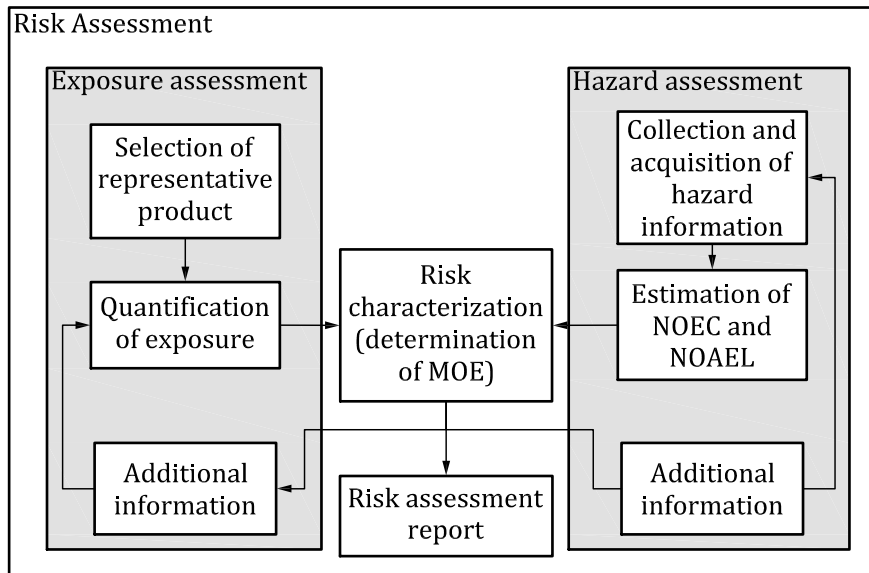 Risk Assessment
Exposure assessment
Selection of
representative
product
Quantification
of exposure
Additional
information
Risk
characterization
(determination
of MOE)
Risk assessment
report
Hazard assessment
Collection and
acquisition of
hazard
information
Estimation of
NOEC and
NOAEL
Additional
information